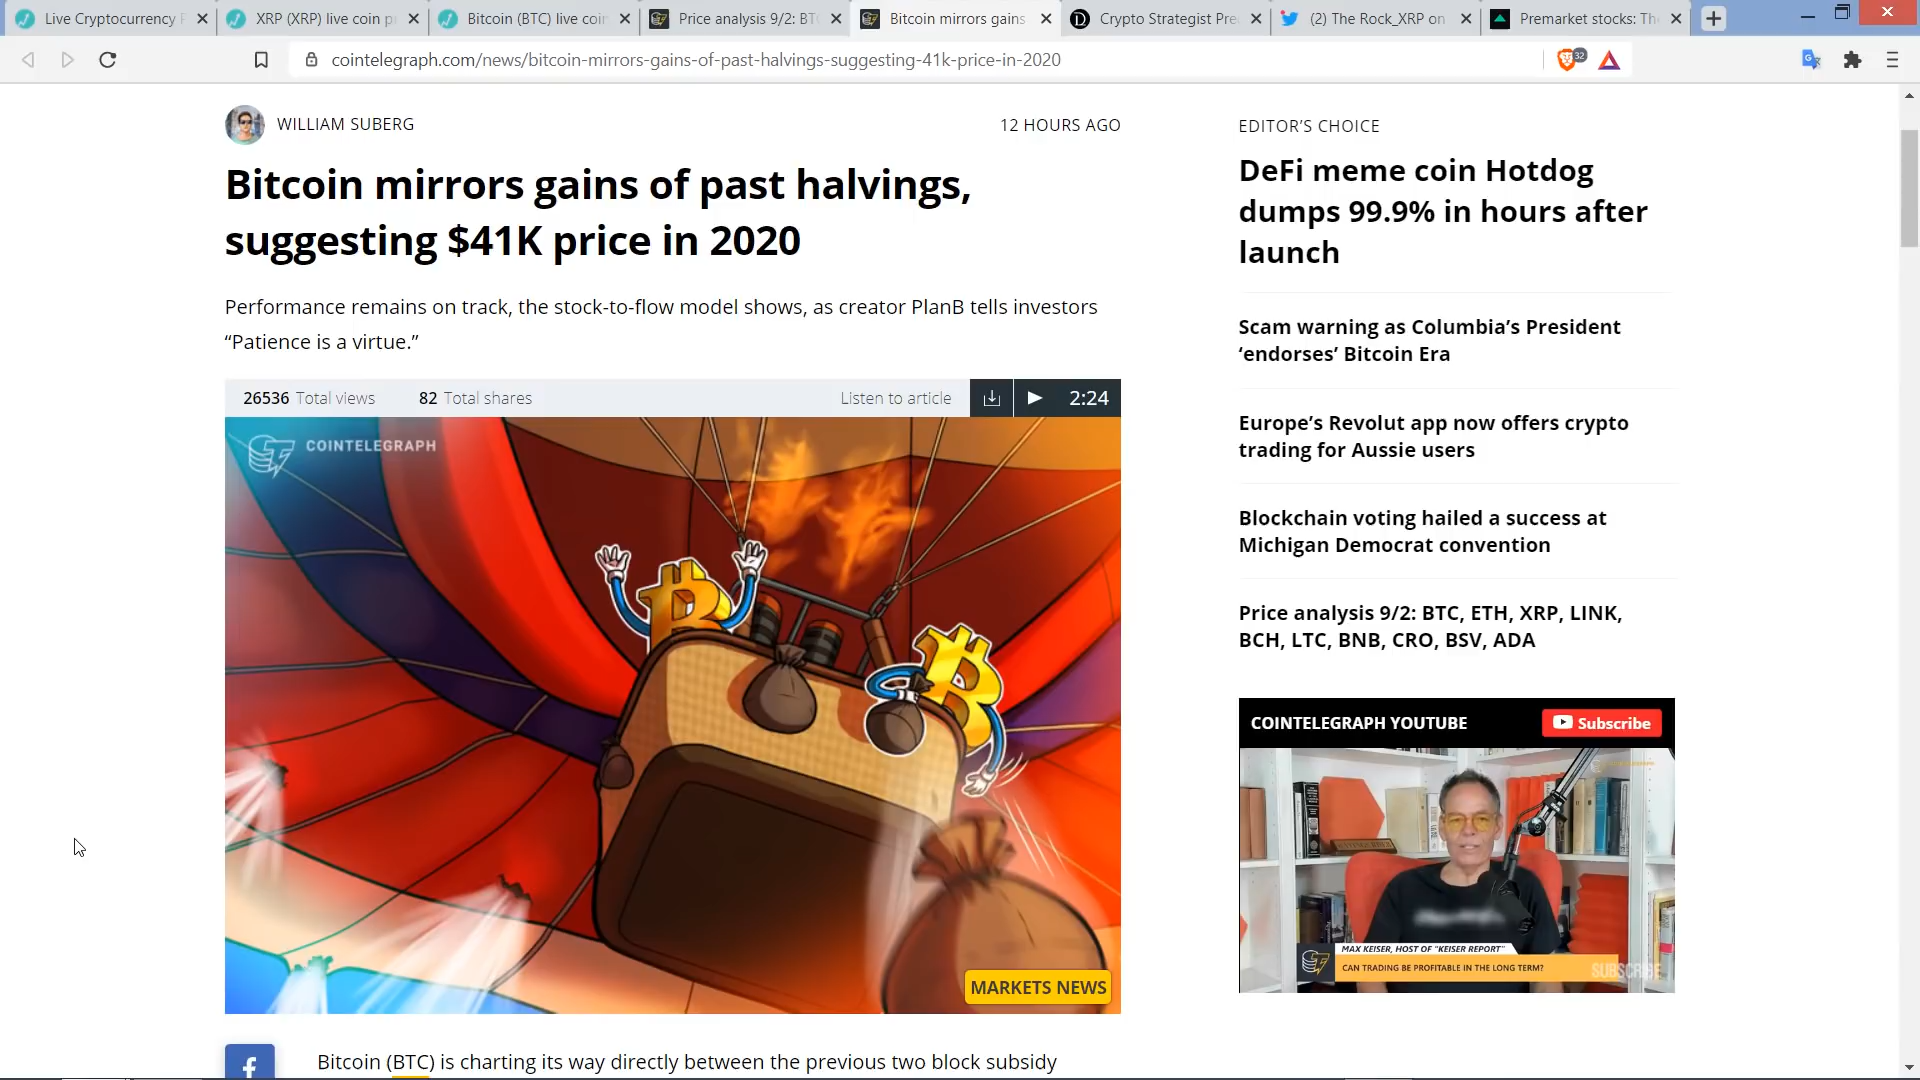 Live Cryptocurrency P
XRP (XRP) live coin p
Bitcoin (BTC) live coin
Price analysis 9/2: BT
Bitcoin mirrors gains
Crypto Strategist Pre
(2) The Rock_XRP on
Premarket stocks: Th
cointelegraph.com/news/bitcoin-mirrors-gains-of-past-halvings-suggesting-41k-price-in-2020
32
WILLIAM SUBERG
12 HOURS AGO
Bitcoin mirrors gains of past halvings,
suggesting $41K price in 2020
Performance remains on track, the stock-to-flow model shows, as creator PlanB tells investors
“Patience is a virtue.”
26536 Total views
82 Total shares
Listen to article
2:24
COINTELEGRAPH
MARKETS NEWS
Bitcoin (BTC) is charting its way directly between the previous two block subsidy
EDITOR’S CHOICE
DeFi meme coin Hotdog
dumps 99.9% in hours after
launch
Scam warning as Columbia’s President
‘endorses’ Bitcoin Era
Europe’s Revolut app now offers crypto
trading for Aussie users
Blockchain voting hailed a success at
Michigan Democrat convention
Price analysis 9/2: BTC, ETH, XRP, LINK,
BCH, LTC, BNB, CRO, BSV, ADA
COINTELEGRAPH YOUTUBE
Subscribe
MAX KEISER, HOST OF "KEISER REPORT"
CAN TRADING BE PROFITABLE IN THE LONG TERM?
SUBSCRIBE